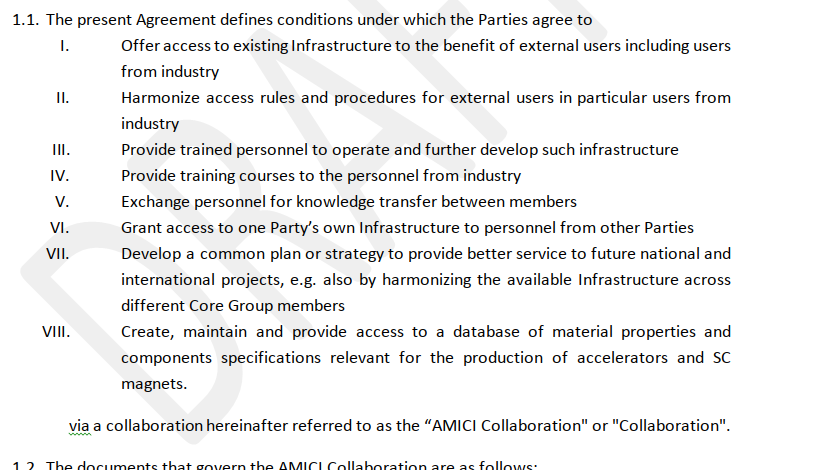 1.1. The present Agreement defines conditions under which the Parties agree to
I. Offer access to existing Infrastructure to the benefit of external users including users
from industry
II. Harmonize access rules and procedures for external users in particular users from
industry
III. Provide trained personnel to operate and further develop such infrastructure
IV. Provide training courses to the personnel from industry
V. Exchange personnel for knowledge transfer between members
VI. Grant access to one Party’s own Infrastructure to personnel from other Parties
VII. Develop a common plan or strategy to provide better service to future national and
international projects, e.g. also by harmonizing the available Infrastructure across
different Core Group members
VIII. Create, maintain and provide access to a database of material properties and
components specifications relevant for the production of accelerators and SC
magnets.
via a collaboration hereinafter referred to as the “AMICI Collaboration" or "Collaboration".
1.2. The documents that govern the AMICI Collaboration are as follows:
DRAFT